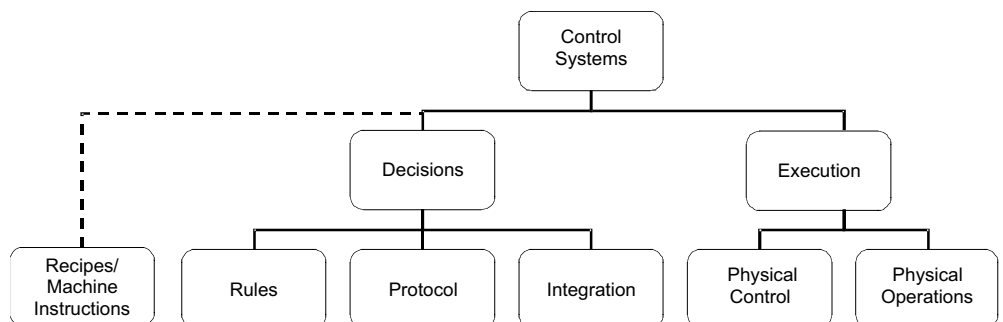 Control
Systems
Decisions
Execution
Recipes/
Machine
Instructions
Rules
Protocol
Integration
Physical
Control
Physical
Operations